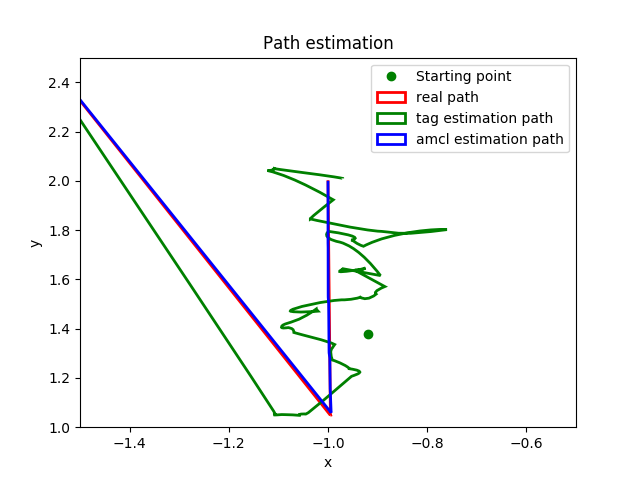 Path estimation
Starting point
real path
tag estimation path
amcl estimation path
y
2.4
2.2
2.0
1.8
1.6
1.4
1.2
1.0
−1.4
−1.2
−1.0
−0.8
−0.6
x